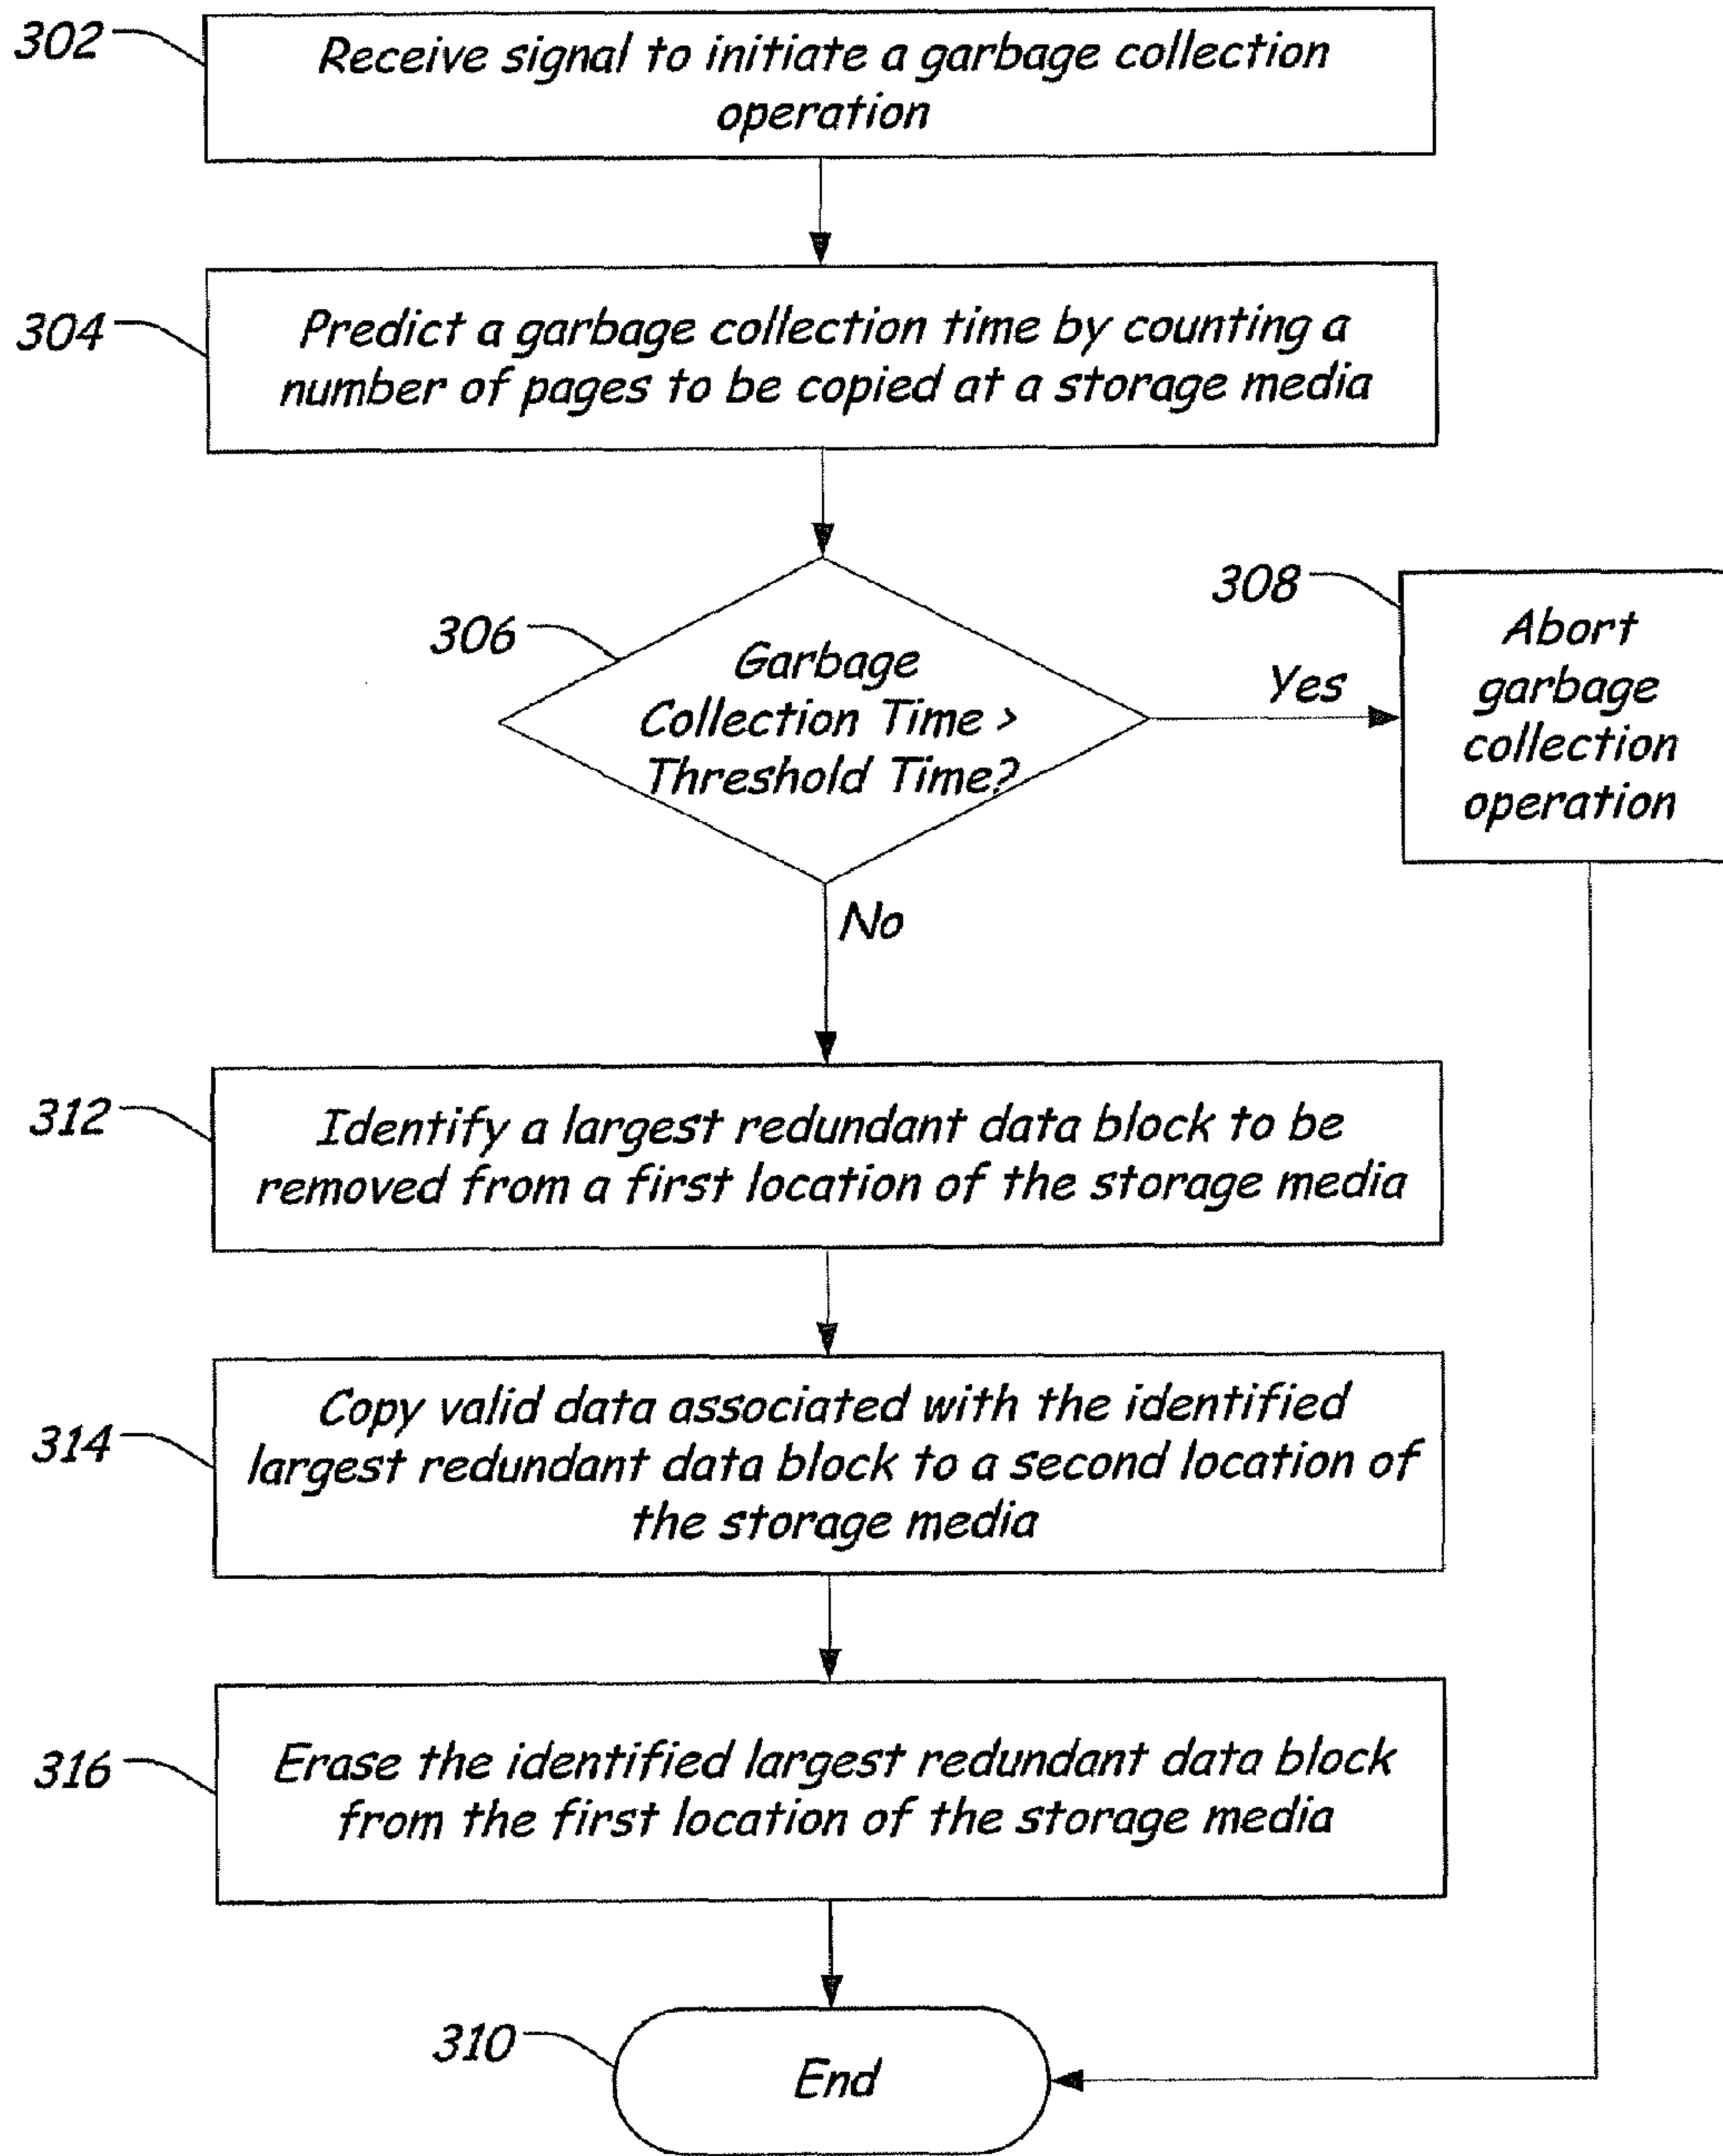 302
Receive signal to initiate a garbage collection
operation
304
Predict a garbage collection time by counting a
number of pages to be copied at a storage media
306
Garbage
Collection Time >
Threshold Time?
Yes
308
Abort
garbage
collection
operation
No
312
Identify a largest redundant data block to be
removed from a first location of the storage media
314
Copy valid data associated with the identified
largest redundant data block to a second location of
the storage media
316
Erase the identified largest redundant data block
from the first location of the storage media
310
End